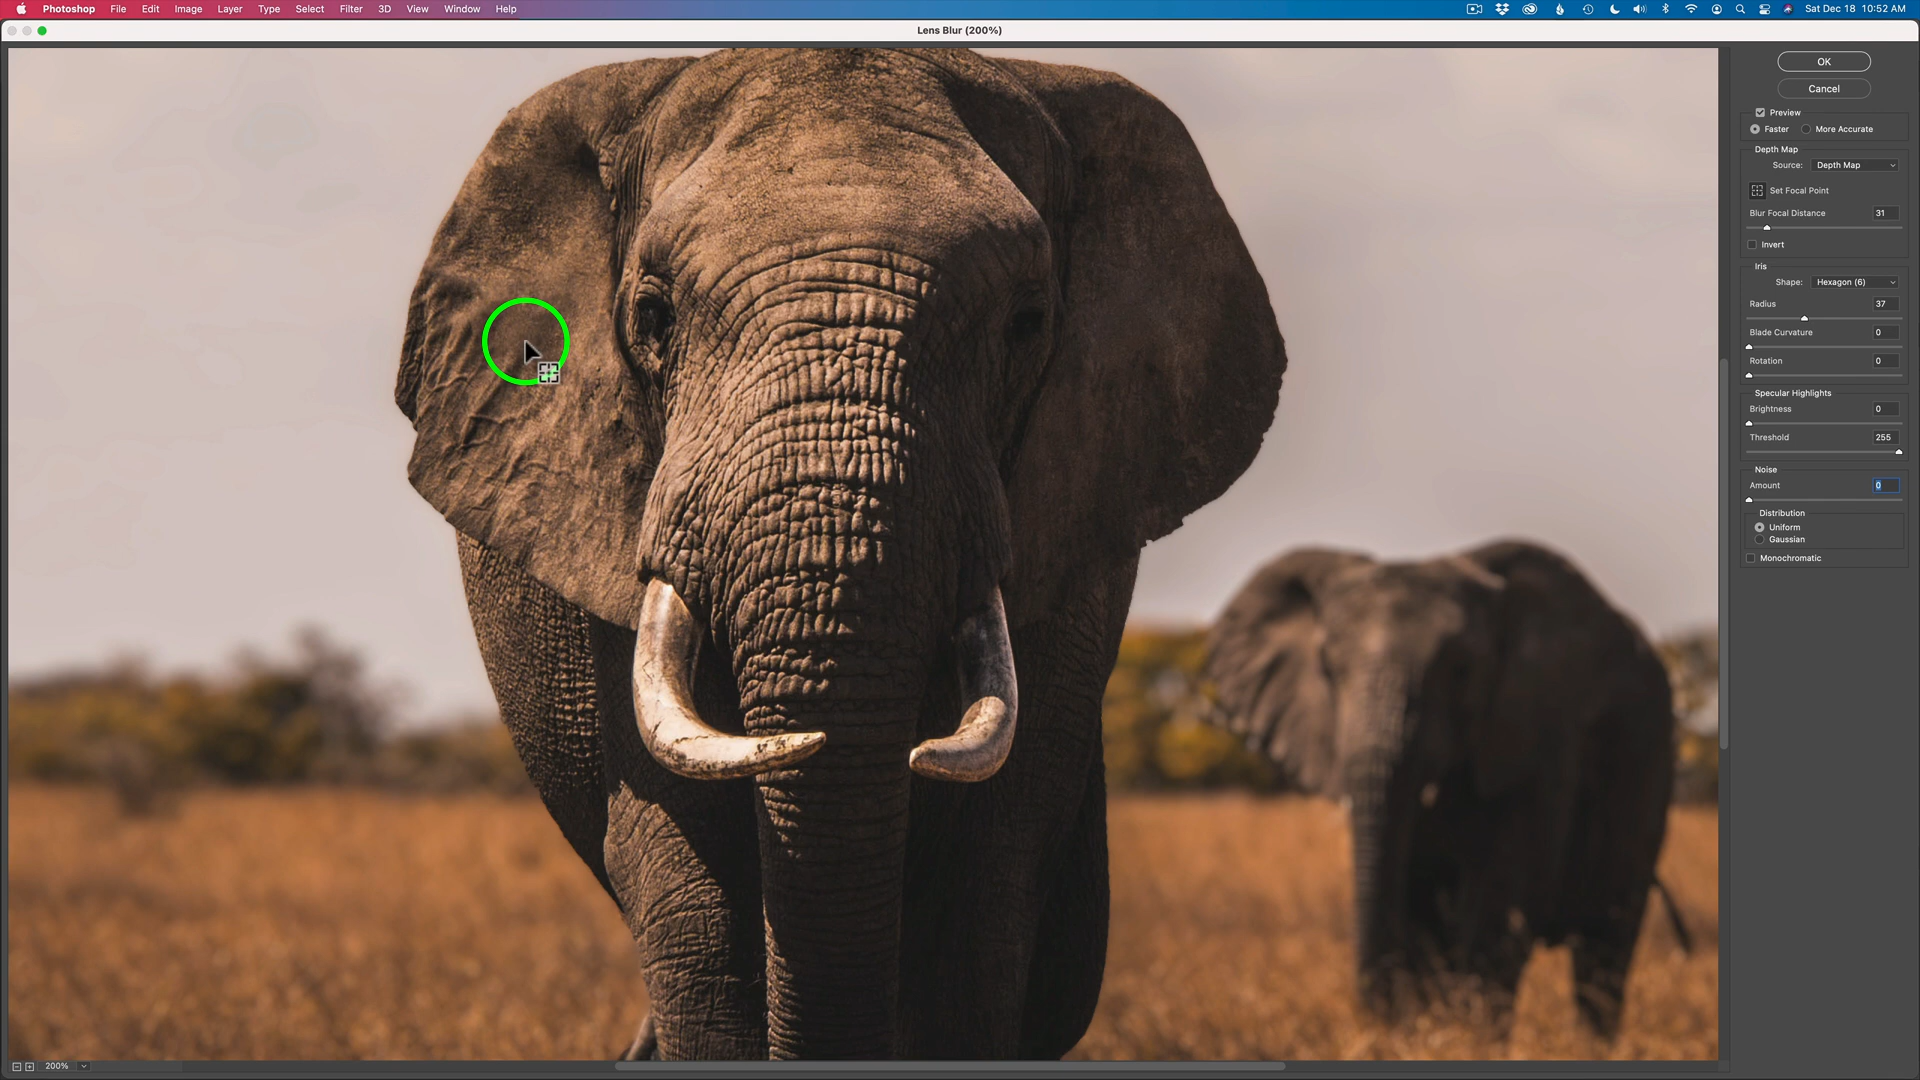 Photoshop File Edit Image Layer Type Select Filter 3D View Window Help Sat Dec 18 10:52 AM
Lens Blur (200%)
OK
Cancel
Preview
Faster More Accurate
Depth Map
Source: Depth Map
Set Focal Point
Blur Focal Distance 31
Invert
Iris
Shape: Hexagon (6)
Radius 37
Blade Curvature 0
Rotation 0
Specular Highlights
Brightness 0
Threshold 255
Noise
Amount 0
Distribution
Uniform
Gaussian
Monochromatic
200%